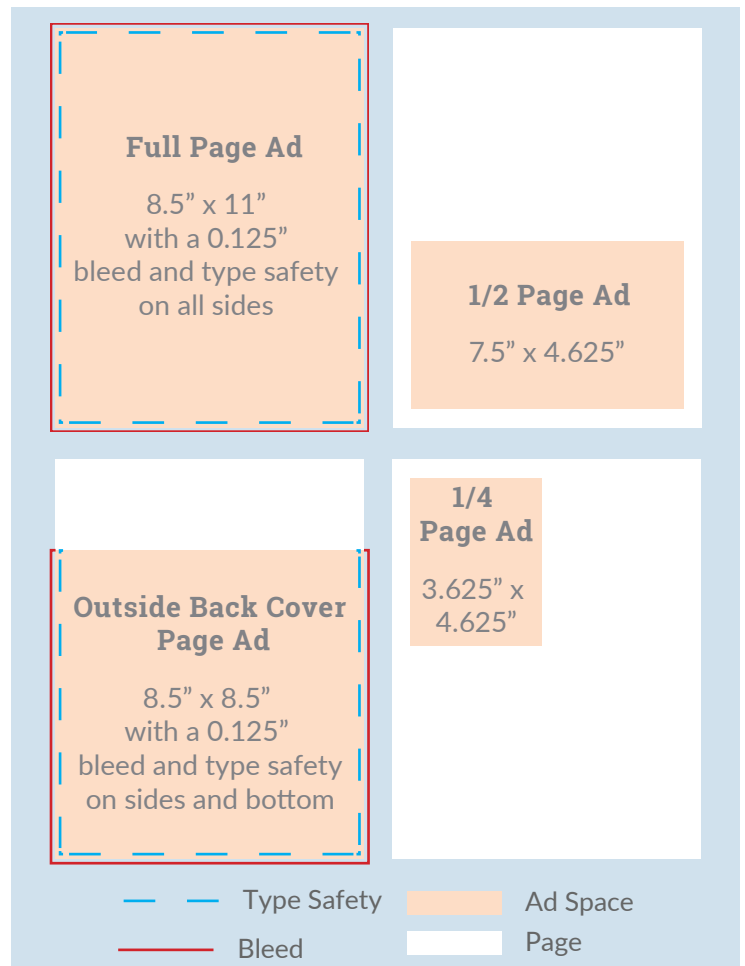 Full Page Ad
8.5” x 11”
with a 0.125”
bleed and type safety
on all sides
1/2 Page Ad
7.5” x 4.625”
Outside Back Cover
Page Ad
8.5” x 8.5”
with a 0.125”
bleed and type safety
on sides and bottom
1/4
Page Ad
3.625” x
4.625”
Type Safety
Bleed
Ad Space
Page